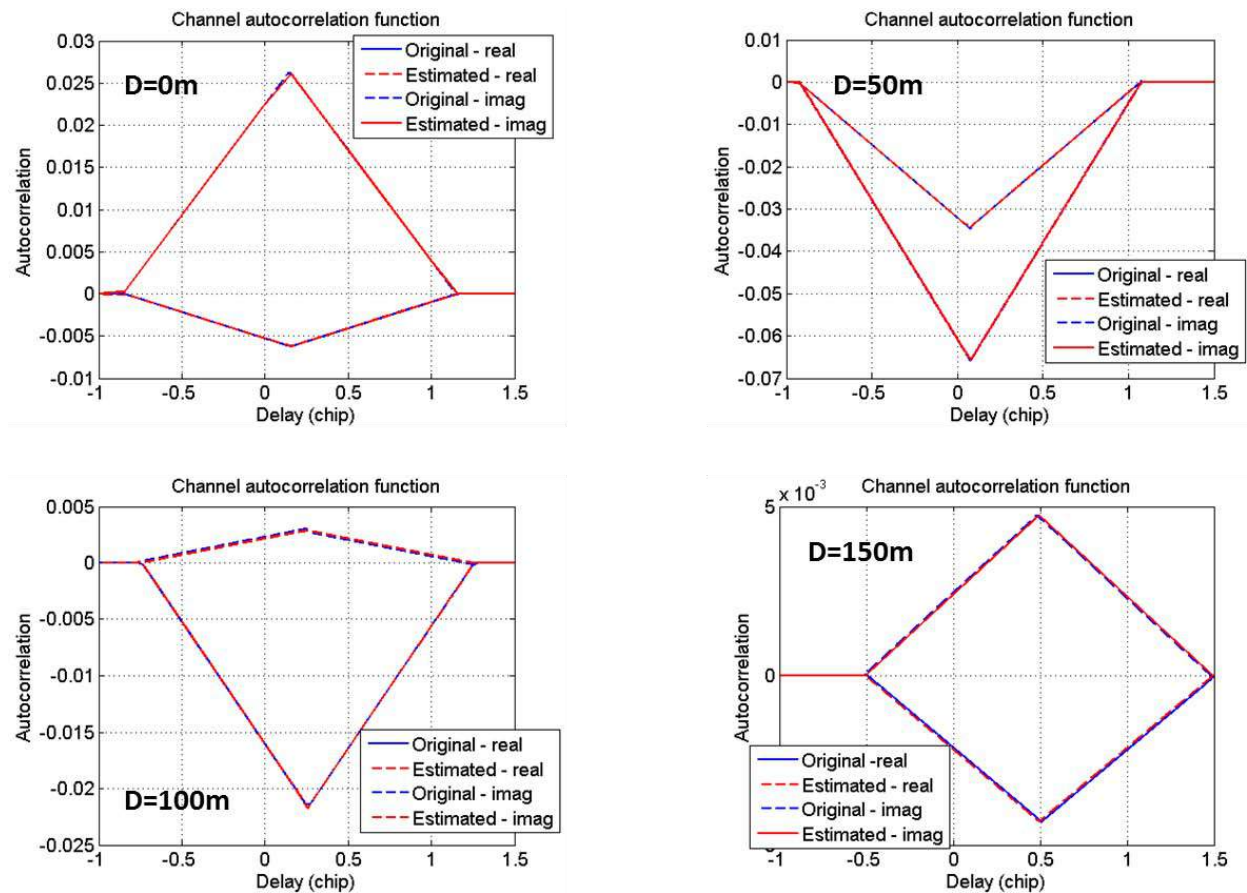 Channel autocorrelation function
0.03
0.025
0.02
0.015
0.01
0.005
0
-0.005
-0.01
Autocorrelation
D=0m
Original - real
Estimated - real
Original - imag
Estimated - imag
-1 -0.5 0 0.5 1 1.5
Delay (chip)
Channel autocorrelation function
0.01
0
-0.01
-0.02
-0.03
-0.04
-0.05
-0.06
-0.07
Autocorrelation
D=50m
Original - real
Estimated - real
Original - imag
Estimated - imag
-1 -0.5 0 0.5 1 1.5
Delay (chip)
Channel autocorrelation function
0.005
0
-0.005
-0.01
-0.015
-0.02
-0.025
Autocorrelation
D=100m
Original - real
Estimated - real
Original - imag
Estimated - imag
-1 -0.5 0 0.5 1 1.5
Delay (chip)
Channel autocorrelation function
5 x 10-3
0
Autocorrelation
D=150m
Original -real
Estimated - real
Original - imag
Estimated - imag
-1 -0.5 0 0.5 1 1.5
Delay (chip)